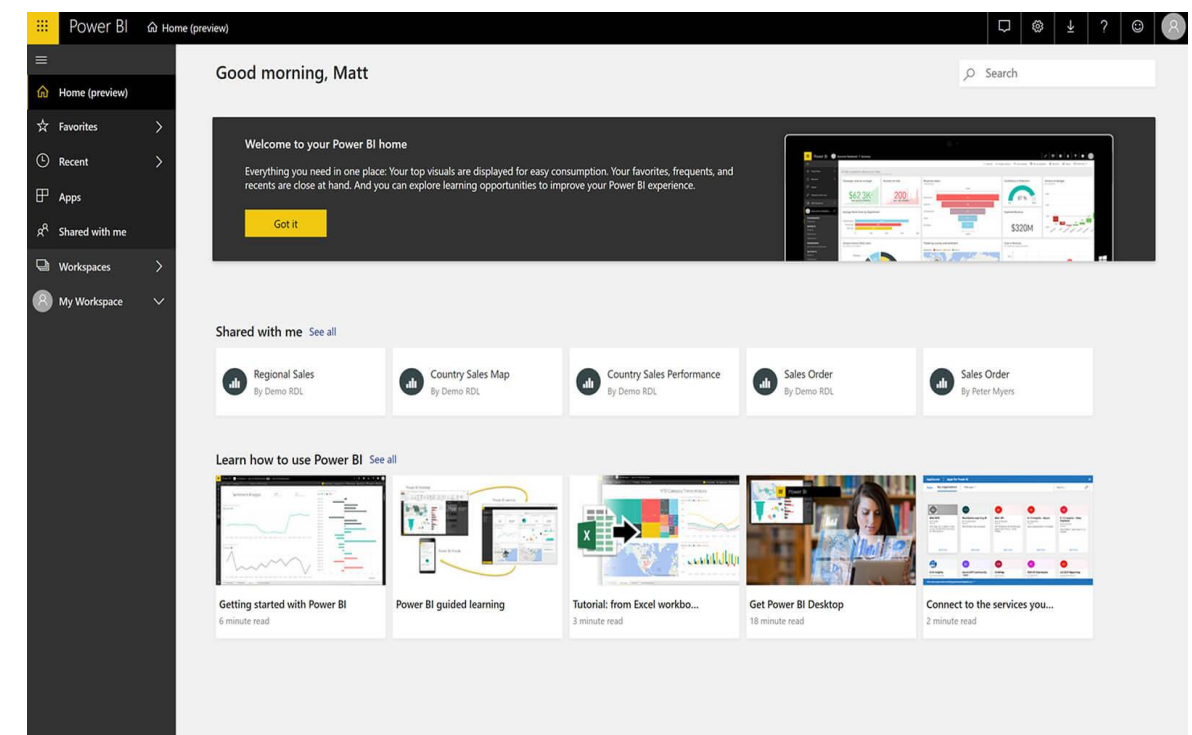 Power BI Home (preview)
?
Home (preview)
Favorites
Recent
Apps
Shared with me
Workspaces
My Workspace
Good morning, Matt
Search
Welcome to your Power BI home
Everything you need in one place: Your top visuals are displayed for easy consumption. Your favorites, frequents, and
recents are close at hand. And you can explore learning opportunities to improve your Power BI experience.
Got it
$62.3K
200
$320M
Shared with me See all
Regional Sales
By Demo RDL
Country Sales Map
By Demo RDL
Country Sales Performance
By Demo RDL
Sales Order
By Demo RDL
Sales Order
By Peter Myers
Learn how to use Power BI See all
Power BI
Getting started with Power BI
6 minute read
Power BI guided learning
Tutorial: from Excel workbo...
3 minute read
Get Power BI Desktop
18 minute read
Connect to the services you...
2 minute read